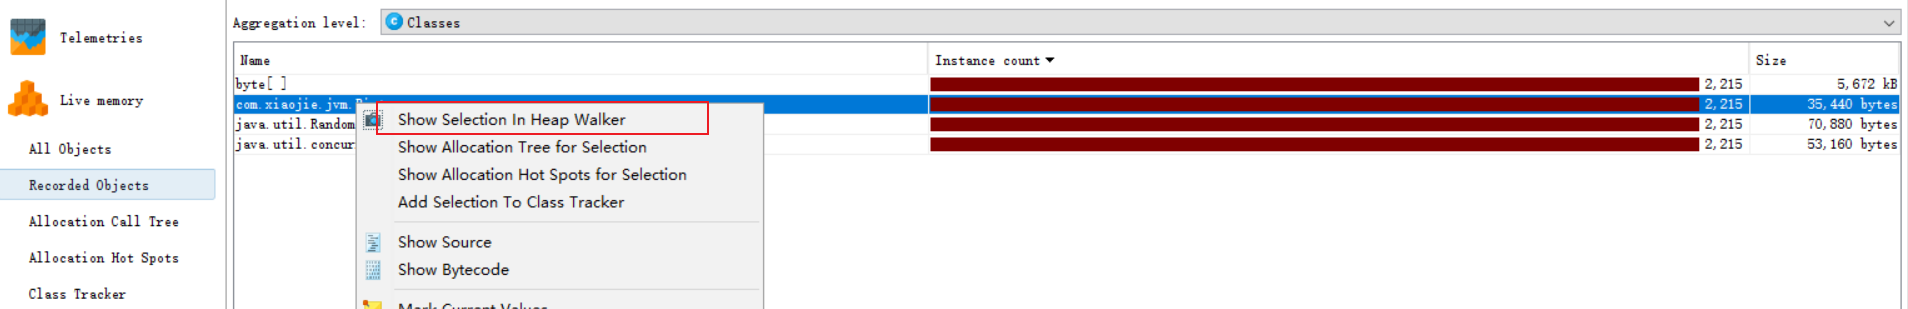 Aggregation level: Classes
Telemetries
Name Instance count Size
byte[ ] 2,215 5,672 kB
Live memory
com.xiaojie.jvm. 2,215 35,440 bytes
Show Selection In Heap Walker
java.util.Random 2,215 70,880 bytes
java.util.concur 2,215 53,160 bytes
All Objects
Show Allocation Tree for Selection
Show Allocation Hot Spots for Selection
Recorded Objects
Add Selection To Class Tracker
Allocation Call Tree
Show Source
Allocation Hot Spots
Show Bytecode
Class Tracker
Mark Current Values